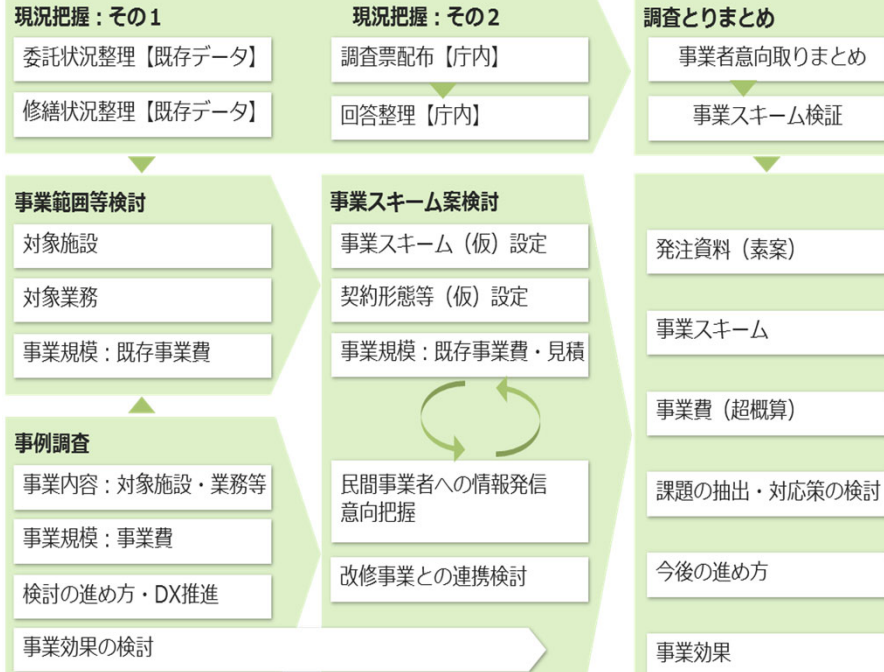 現況把握：その１
委託状況整理【既存データ】
修繕状況整理【既存データ】
現況把握：その２
調査票配布【庁内】
回答整理【庁内】
調査とりまとめ
事業者意向取りまとめ
事業スキーム検証
事業範囲等検討
対象施設
対象業務
事業規模：既存事業費
事業スキーム案検討
事業スキーム（仮）設定
契約形態等（仮）設定
事業規模：既存事業費・見積
民間事業者への情報発信
意向把握
改修事業との連携検討
事例調査
事業内容：対象施設・業務等
事業規模：事業費
検討の進め方・DX推進
事業効果の検討
発注資料（素案）
事業スキーム
事業費（超概算）
課題の抽出・対応策の検討
今後の進め方
事業効果